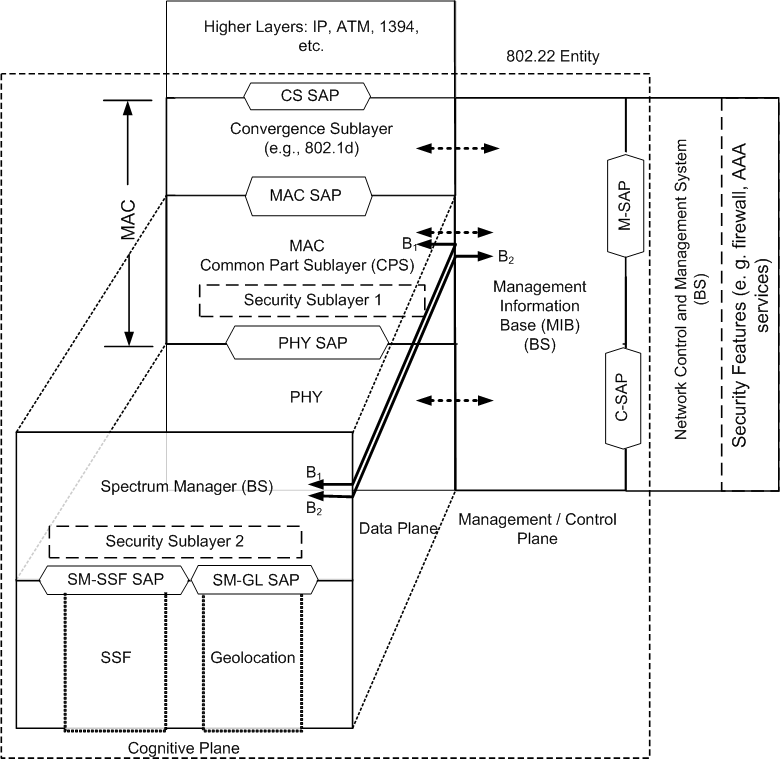 Higher Layers: IP, ATM, 1394,
etc.
802.22 Entity
CS SAP
Convergence Sublayer
(e.g., 802.1d)
MAC SAP
MAC
MAC
Common Part Sublayer (CPS)
B1
B2
Security Sublayer 1
PHY SAP
PHY
Management
Information
Base (MIB)
(BS)
M-SAP
C-SAP
Network Control and Management System
(BS)
Security Features (e. g. firewall, AAA
services)
Spectrum Manager (BS)
B1
B2
Security Sublayer 2
Data Plane
Management / Control
Plane
SM-SSF SAP
SM-GL SAP
SSF
Geolocation
Cognitive Plane